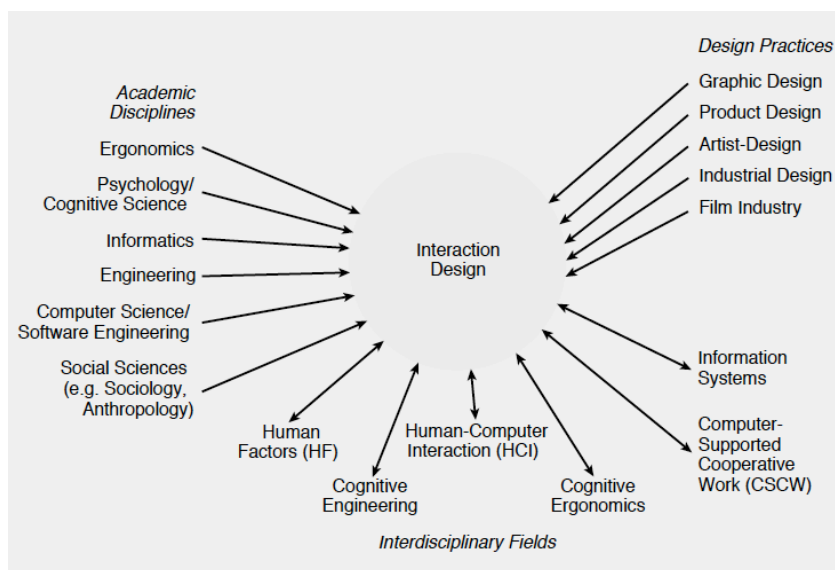 Academic
Disciplines
Ergonomics
Psychology/
Cognitive Science
Informatics
Engineering
Computer Science/
Software Engineering
Social Sciences
(e.g. Sociology,
Anthropology)
Interaction
Design
Design Practices
Graphic Design
Product Design
Artist-Design
Industrial Design
Film Industry
Information
Systems
Computer-
Supported
Cooperative
Work (CSCW)
Human
Factors (HF)
Cognitive
Engineering
Human-Computer
Interaction (HCI)
Cognitive
Ergonomics
Interdisciplinary Fields